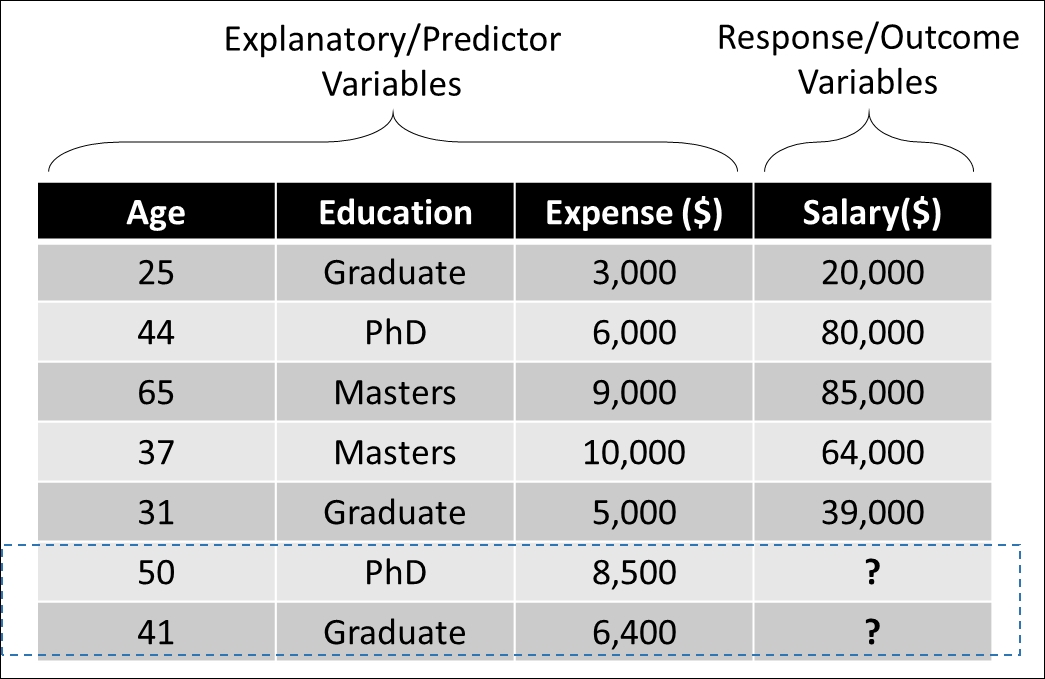 Explanatory/Predictor
Variables
Response/Outcome
Variables
Age Education Expense ($) Salary($)
25 Graduate 3,000 20,000
44 PhD 6,000 80,000
65 Masters 9,000 85,000
37 Masters 10,000 64,000
31 Graduate 5,000 39,000
50 PhD 8,500 ?
41 Graduate 6,400 ?